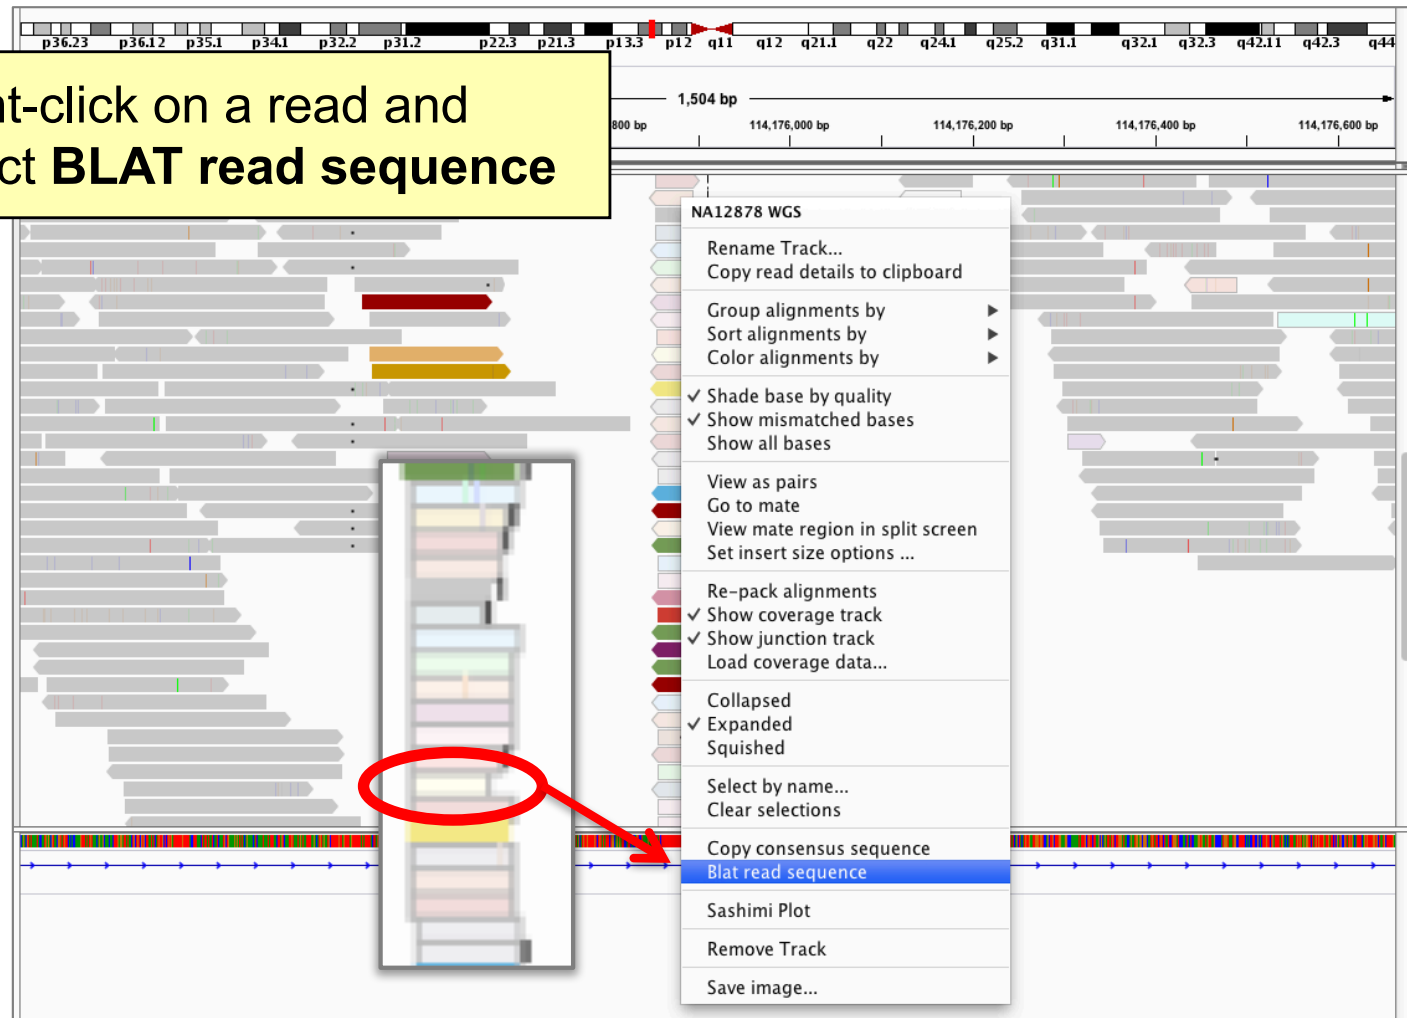 p36.23 p36.12 p35.1 p34.1 p32.2 p31.2 p22.3 p21.3 p13.3 p12 q11 q12 q21.1 q22 q24.1 q25.2 q31.1 q32.1 q32.3 q42.11 q42.3 q44
nt-click on a read and
ct BLAT read sequence
1,504 bp
800 bp 114,176,000 bp 114,176,200 bp 114,176,400 bp 114,176,600 bp
NA12878 WGS
Rename Track...
Copy read details to clipboard
Group alignments by ▶
Sort alignments by ▶
Color alignments by ▶
✓ Shade base by quality
✓ Show mismatched bases
Show all bases
View as pairs
Go to mate
View mate region in split screen
Set insert size options ...
Re-pack alignments
✓ Show coverage track
✓ Show junction track
Load coverage data...
Collapsed
✓ Expanded
Squished
Select by name...
Clear selections
Copy consensus sequence
Blat read sequence
Sashimi Plot
Remove Track
Save image...